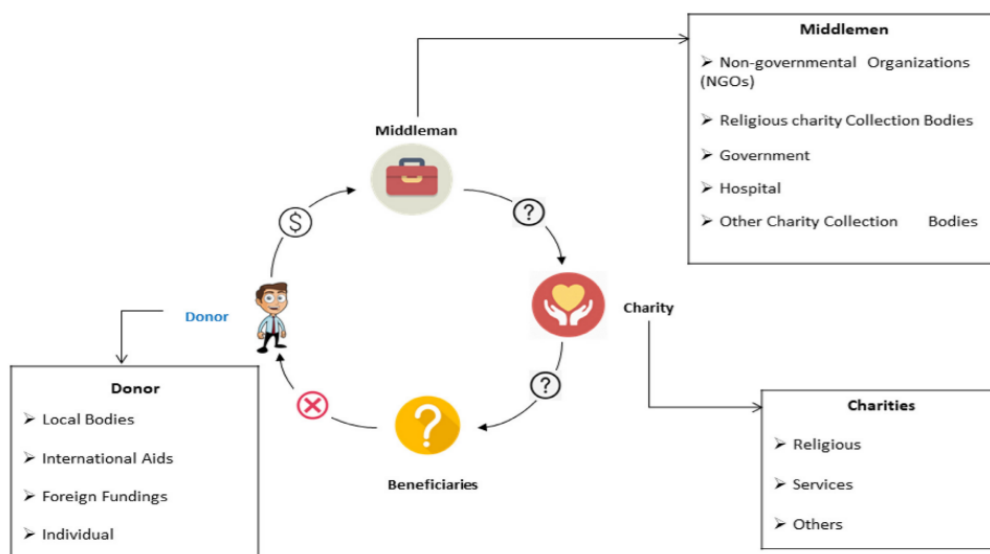 Middlemen
➢ Non-governmental Organizations
(NGOs)
➢ Religious charity Collection Bodies
➢ Government
➢ Hospital
➢ Other Charity Collection Bodies
Middleman
$
?
Donor
Charity
?
Donor
➢ Local Bodies
➢ International Aids
➢ Foreign Fundings
➢ Individual
?
Beneficiaries
Charities
➢ Religious
➢ Services
➢ Others